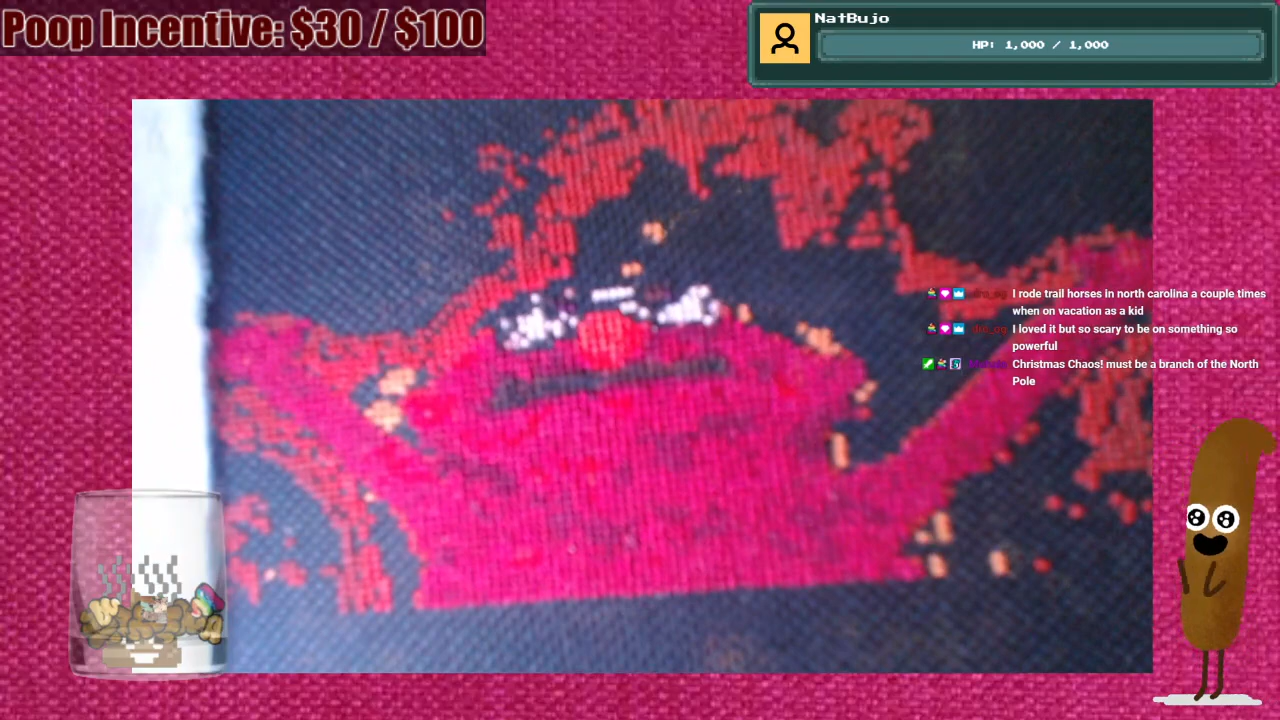 Poop Incentive: $30 / $100
NatBujo
HP: 1,000 / 1,000
I rode trail horses in north carolina a couple times
when on vacation as a kid
I loved it but so scary to be on something so
powerful
Christmas Chaos! must be a branch of the North
Pole